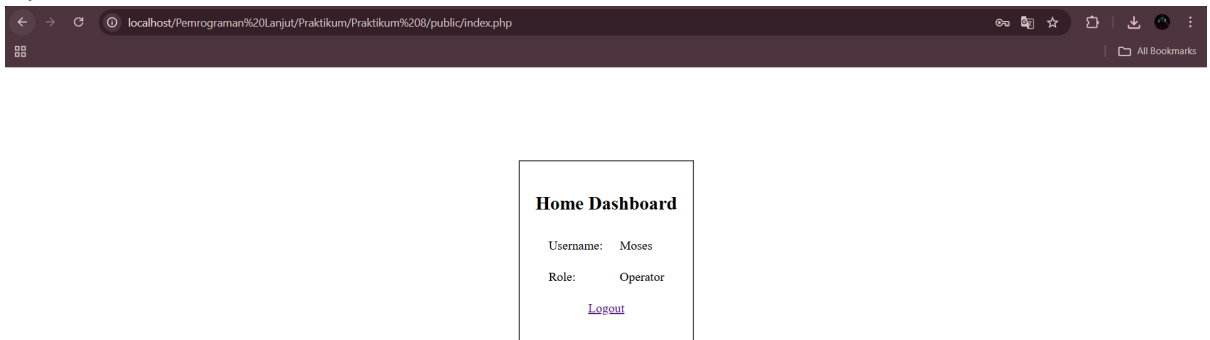 localhost/Pemrograman%20Lanjut/Praktikum/Praktikum%208/public/index.php
All Bookmarks
Home Dashboard
Username: Moses
Role: Operator
Logout